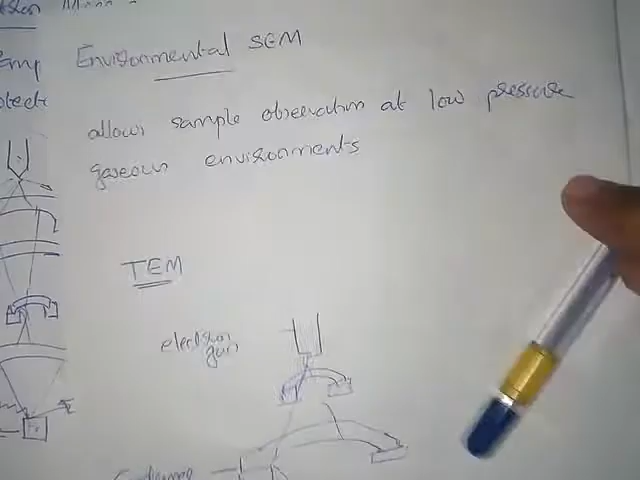 Environmental SEM
allows sample observation at low pressure
gaseous environments
TEM
electron
gun